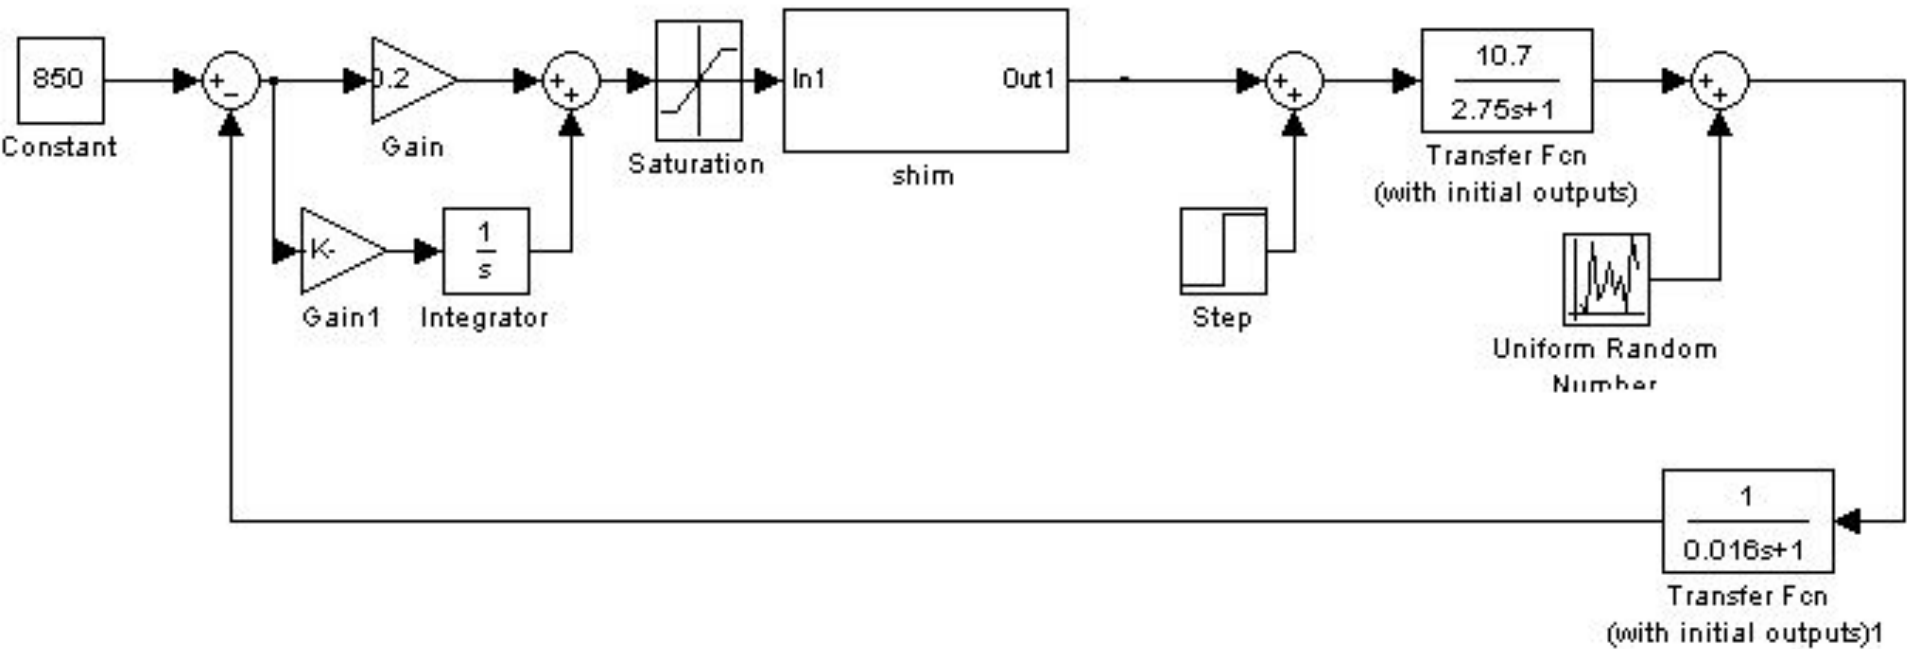 850
Constant
+
−
0.2
Gain
-K-
Gain1
1
s
Integrator
+
+
Saturation
In1
Out1
shim
+
+
Step
10.7
2.75s+1
Transfer Fcn
(with initial outputs)
+
+
Uniform Random
Number
1
0.016s+1
Transfer Fcn
(with initial outputs)1